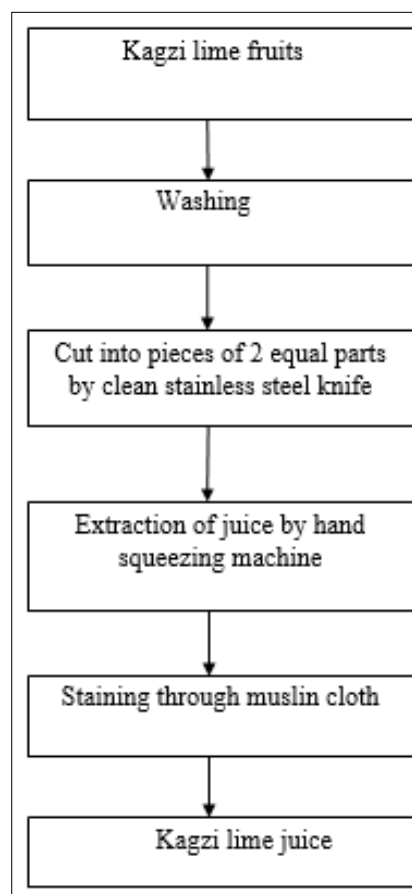 Kagzi lime fruits
Washing
Cut into pieces of 2 equal parts
by clean stainless steel knife
Extraction of juice by hand
squeezing machine
Staining through muslin cloth
Kagzi lime juice